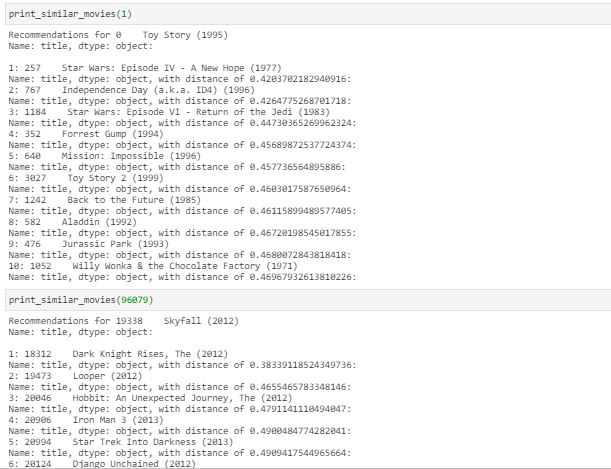 print_similar_movies(1)
Recommendations for 0    Toy Story (1995)
Name: title, dtype: object:
1: 257    Star Wars: Episode IV - A New Hope (1977)
Name: title, dtype: object, with distance of 0.4203702182940916:
2: 767    Independence Day (a.k.a. ID4) (1996)
Name: title, dtype: object, with distance of 0.4264775268701718:
3: 1184    Star Wars: Episode VI - Return of the Jedi (1983)
Name: title, dtype: object, with distance of 0.44730365269962324:
4: 352    Forrest Gump (1994)
Name: title, dtype: object, with distance of 0.45689872537724374:
5: 640    Mission: Impossible (1996)
Name: title, dtype: object, with distance of 0.457736564895886:
6: 3027    Toy Story 2 (1999)
Name: title, dtype: object, with distance of 0.4603017587650964:
7: 1242    Back to the Future (1985)
Name: title, dtype: object, with distance of 0.46115899489577405:
8: 582    Aladdin (1992)
Name: title, dtype: object, with distance of 0.46720198545017855:
9: 476    Jurassic Park (1993)
Name: title, dtype: object, with distance of 0.4680072843818418:
10: 1052    Willy Wonka & the Chocolate Factory (1971)
Name: title, dtype: object, with distance of 0.46967932613810226:
print_similar_movies(96079)
Recommendations for 19338    Skyfall (2012)
Name: title, dtype: object:
1: 18312    Dark Knight Rises, The (2012)
Name: title, dtype: object, with distance of 0.38339118524349736:
2: 19473    Looper (2012)
Name: title, dtype: object, with distance of 0.4655465783348146:
3: 20046    Hobbit: An Unexpected Journey, The (2012)
Name: title, dtype: object, with distance of 0.4791141110494047:
4: 20906    Iron Man 3 (2013)
Name: title, dtype: object, with distance of 0.4900484774282041:
5: 20994    Star Trek Into Darkness (2013)
Name: title, dtype: object, with distance of 0.4909417544965664:
6: 20124    Django Unchained (2012)